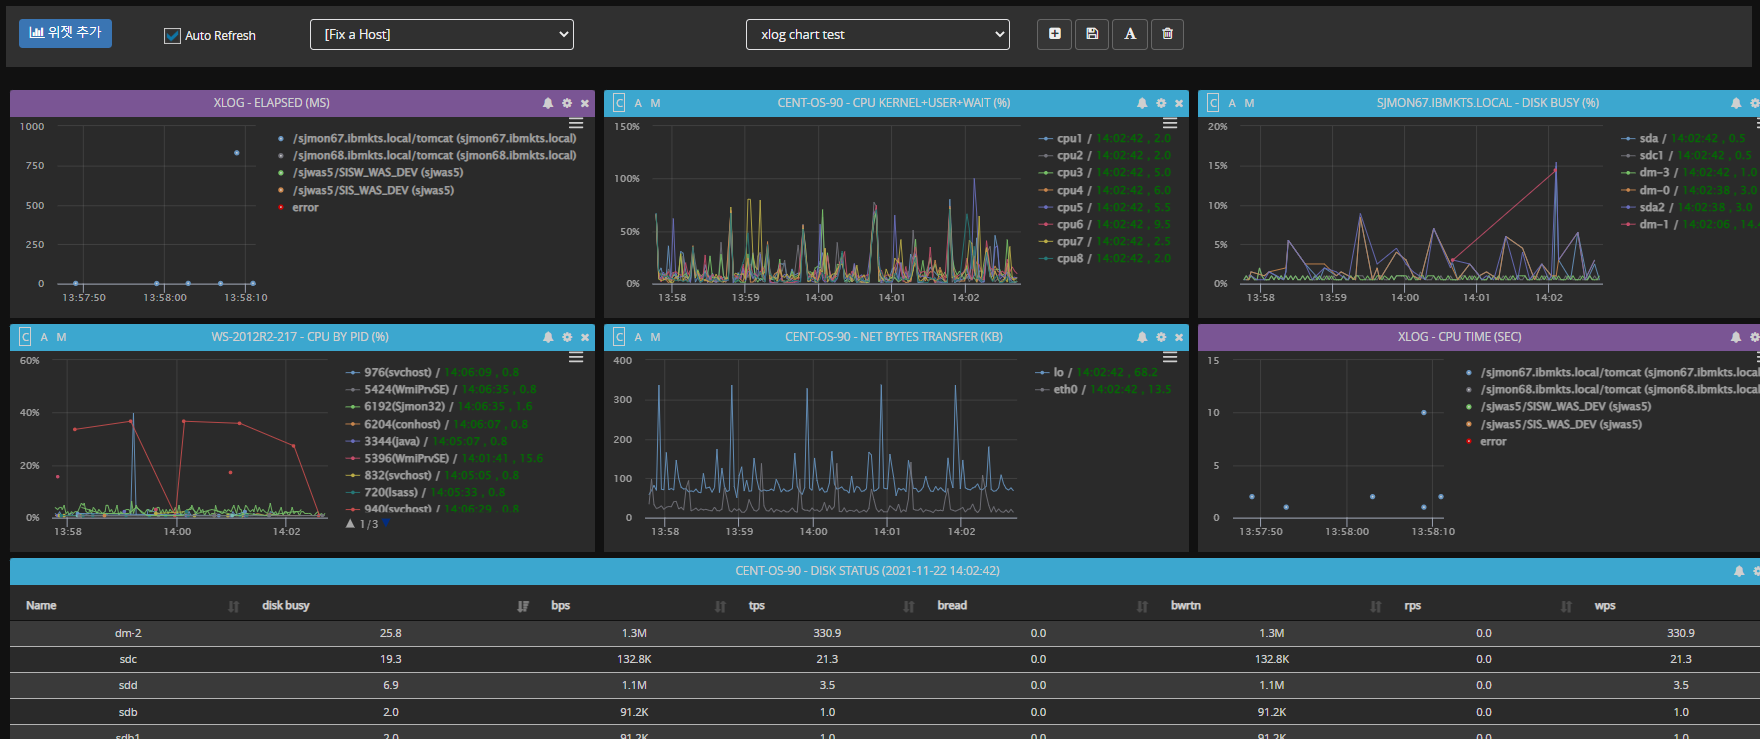 위젯 추가
Auto Refresh
[Fix a Host]
xlog chart test
A
XLOG - ELAPSED (MS)
1000
750
500
250
0
13:57:50 13:58:00 13:58:10
/sjmon67.ibmkts.local/tomcat (sjmon67.ibmkts.local)
/sjmon68.ibmkts.local/tomcat (sjmon68.ibmkts.local)
/sjwas5/SISW_WAS_DEV (sjwas5)
/sjwas5/SIS_WAS_DEV (sjwas5)
error
C A M CENT-OS-90 - CPU KERNEL+USER+WAIT (%)
150%
100%
50%
0%
13:58 13:59 14:00 14:01 14:02
cpu1 / 14:02:42 , 2.0
cpu2 / 14:02:42 , 2.0
cpu3 / 14:02:42 , 5.0
cpu4 / 14:02:42 , 6.0
cpu5 / 14:02:42 , 5.5
cpu6 / 14:02:42 , 9.5
cpu7 / 14:02:42 , 2.5
cpu8 / 14:02:42 , 2.0
C A M SJMON67.IBMKTS.LOCAL - DISK BUSY (%)
20%
15%
10%
5%
0%
13:58 13:59 14:00 14:01 14:02
sda / 14:02:42 , 0.5
sdc1 / 14:02:42 , 0.5
dm-3 / 14:02:42 , 1.0
dm-0 / 14:02:38 , 3.0
sda2 / 14:02:38 , 3.0
dm-1 / 14:02:06 , 14.
C A M WS-2012R2-217 - CPU BY PID (%)
60%
40%
20%
0%
13:58 14:00 14:02
976(svchost) / 14:06:09 , 0.8
5424(WmiPrvSE) / 14:06:35 , 0.8
6192(Sjmon32) / 14:06:35 , 1.6
6204(conhost) / 14:06:07 , 0.8
3344(java) / 14:05:07 , 0.8
5396(WmiPrvSE) / 14:01:41 , 15.6
832(svchost) / 14:05:05 , 0.8
720(lsass) / 14:05:33 , 0.8
940(svchost) / 14:06:29 , 0.8
1/3
C A M CENT-OS-90 - NET BYTES TRANSFER (KB)
400
300
200
100
0
13:58 13:59 14:00 14:01 14:02
lo / 14:02:42 , 68.2
eth0 / 14:02:42 , 13.5
XLOG - CPU TIME (SEC)
15
10
5
0
13:57:50 13:58:00 13:58:10
/sjmon67.ibmkts.local/tomcat (sjmon67.ibmkts.loca
/sjmon68.ibmkts.local/tomcat (sjmon68.ibmkts.loca
/sjwas5/SISW_WAS_DEV (sjwas5)
/sjwas5/SIS_WAS_DEV (sjwas5)
error
CENT-OS-90 - DISK STATUS (2021-11-22 14:02:42)
Name disk busy bps tps bread bwrtn rps wps
dm-2 25.8 1.3M 330.9 0.0 1.3M 0.0 330.9
sdc 19.3 132.8K 21.3 0.0 132.8K 0.0 21.3
sdd 6.9 1.1M 3.5 0.0 1.1M 0.0 3.5
sdb 2.0 91.2K 1.0 0.0 91.2K 0.0 1.0
sdb1 2.0 91.2K 1.0 0.0 91.2K 0.0 1.0